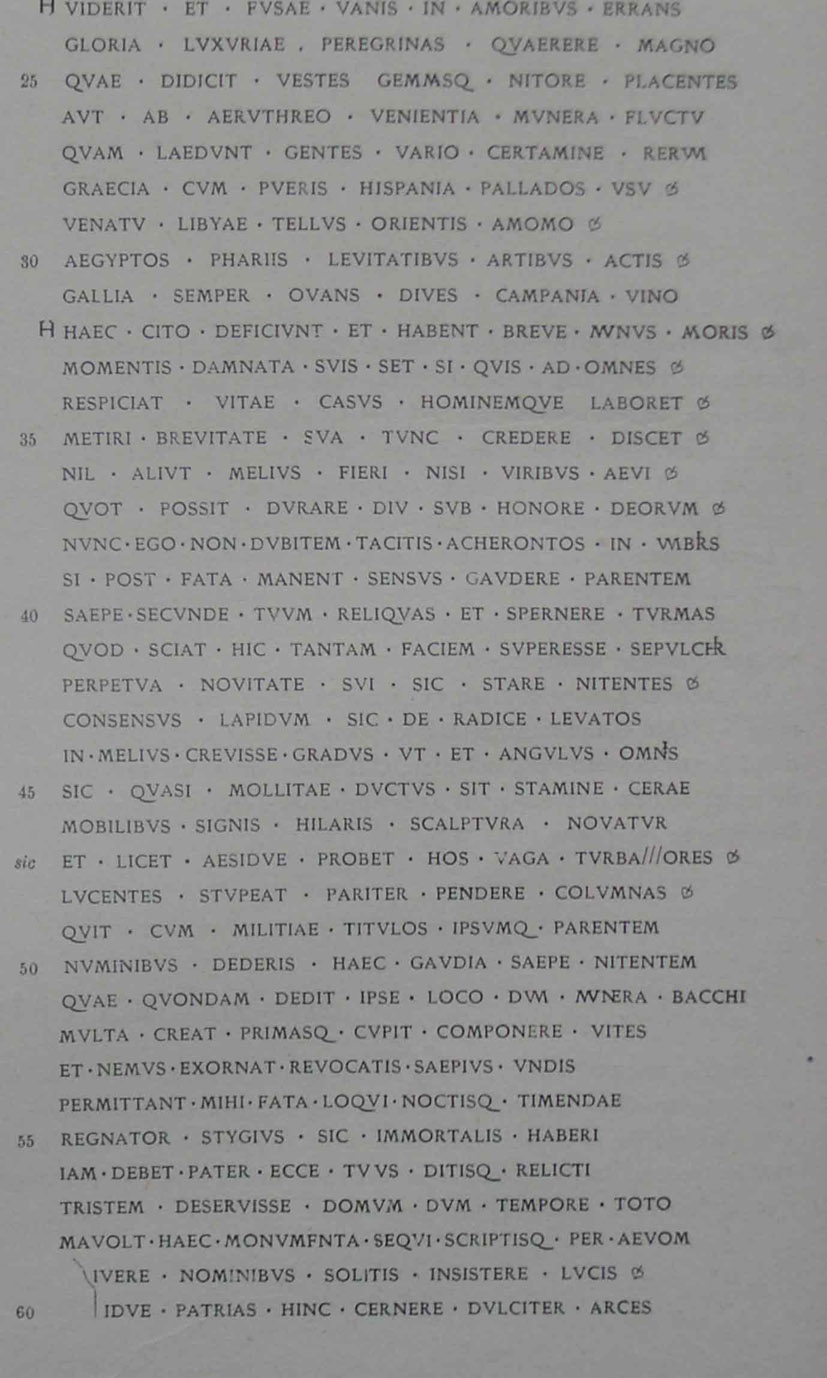 H VIDERIT · ET · FVSAE · VANIS · IN · AMORIBVS · ERRANS
GLORIA · LVXVRIAE . PEREGRINAS · QVAERERE · MAGNO
25 QVAE · DIDICIT · VESTES GEMMSQ · NITORE · PLACENTES
AVT · AB · AERVTHREO · VENIENTIA · MVNERA · FLVCTV
QVAM · LAEDVNT · GENTES · VARIO · CERTAMINE · RERVM
GRAECIA · CVM · PVERIS · HISPANIA · PALLADOS · VSV
VENATV · LIBYAE · TELLVS · ORIENTIS · AMOMO
30 AEGYPTOS · PHARIIS · LEVITATIBVS · ARTIBVS · ACTIS
GALLIA · SEMPER · OVANS · DIVES · CAMPANIA · VINO
H HAEC · CITO · DEFICIVNT · ET · HABENT · BREVE · MVNVS · MORIS
MOMENTIS · DAMNATA · SVIS · SET · SI · QVIS · AD · OMNES
RESPICIAT · VITAE · CASVS · HOMINEMQVE LABORET
35 METIRI · BREVITATE · SVA · TVNC · CREDERE · DISCET
NIL · ALIVT · MELIVS · FIERI · NISI · VIRIBVS · AEVI
QVOT · POSSIT · DVRARE · DIV · SVB · HONORE · DEORVM
NVNC · EGO · NON · DVBITEM · TACITIS · ACHERONTOS · IN · VMBRIS
SI · POST · FATA · MANENT · SENSVS · GAVDERE · PARENTEM
40 SAEPE · SECVNDE · TVVM · RELIQVAS · ET · SPERNERE · TVRMAS
QVOD · SCIAT · HIC · TANTAM · FACIEM · SVPERESSE · SEPVLCHRI
PERPETVA · NOVITATE · SVI · SIC · STARE · NITENTES
CONSENSVS · LAPIDVM · SIC · DE · RADICE · LEVATOS
IN · MELIVS · CREVISSE · GRADVS · VT · ET · ANGVLVS · OMNIS
45 SIC · QVASI · MOLLITAE · DVCTVS · SIT · STAMINE · CERAE
MOBILIBVS · SIGNIS · HILARIS · SCALPTVRA · NOVATVR
sic ET · LICET · AESIDVE · PROBET · HOS · VAGA · TVRBA///ORES
LVCENTES · STVPEAT · PARITER · PENDERE · COLVMNAS
QVIT · CVM · MILITIAE · TITVLOS · IPSVMQ · PARENTEM
50 NVMINIBVS · DEDERIS · HAEC · GAVDIA · SAEPE · NITENTEM
QVAE · QVONDAM · DEDIT · IPSE · LOCO · DVM · MVNERA · BACCHI
MVLTA · CREAT · PRIMASQ · CVPIT · COMPONERE · VITES
ET · NEMVS · EXORNAT · REVOCATIS · SAEPIVS · VNDIS
PERMITTANT · MIHI · FATA · LOQVI · NOCTISQ · TIMENDAE
55 REGNATOR · STYGIVS · SIC · IMMORTALIS · HABERI
IAM · DEBET · PATER · ECCE · TVVS · DITISQ · RELICTI
TRISTEM · DESERVISSE · DOMVM · DVM · TEMPORE · TOTO
MAVOLT · HAEC · MONVMENTA · SEQVI · SCRIPTISQ · PER · AEVOM
VIVERE · NOMINIBVS · SOLITIS · INSISTERE · LVCIS
60 IDVE · PATRIAS · HINC · CERNERE · DVLCITER · ARCES